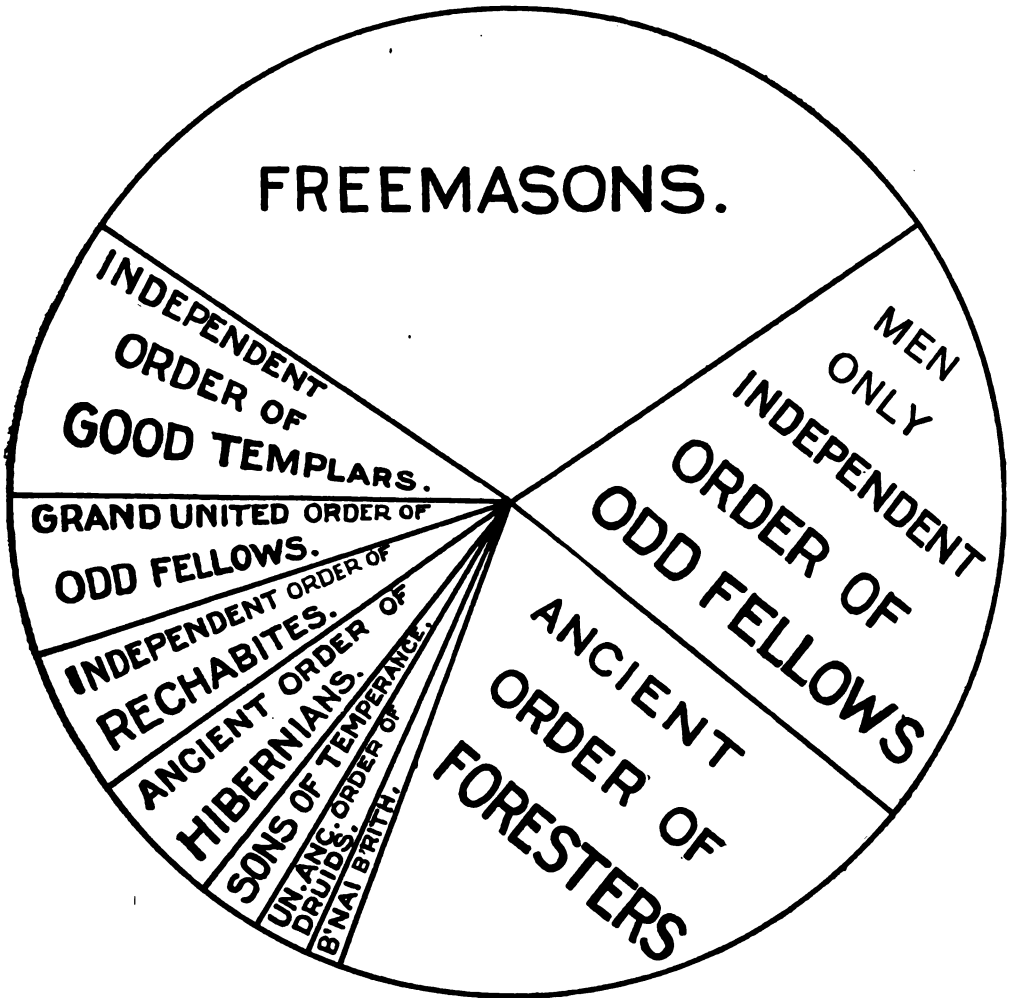 FREEMASONS.
MEN
ONLY
INDEPENDENT
ORDER OF
ODD FELLOWS
ANCIENT
ORDER OF
FORESTERS
B'NAI B'RITH.
UN. ANC. ORDER OF
DRUIDS.
SONS OF TEMPERANCE.
ANCIENT ORDER OF
HIBERNIANS.
INDEPENDENT ORDER OF
RECHABITES.
GRAND UNITED ORDER OF
ODD FELLOWS.
INDEPENDENT
ORDER OF
GOOD TEMPLARS.